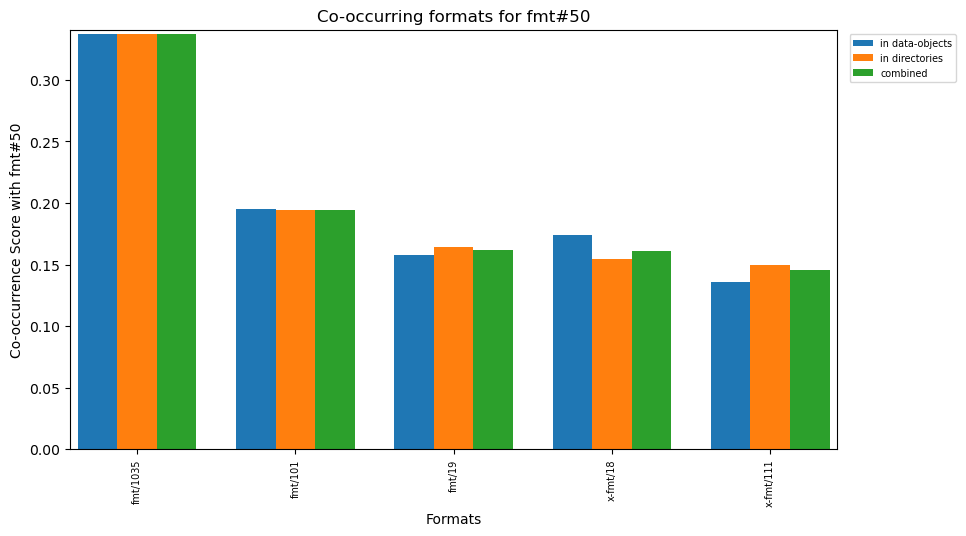 Co-occurring formats for fmt#50
in data-objects
in directories
combined
Co-occurrence Score with fmt#50
0.30
0.25
0.20
0.15
0.10
0.05
0.00
fmt/1035
fmt/101
fmt/19
x-fmt/18
x-fmt/111
Formats